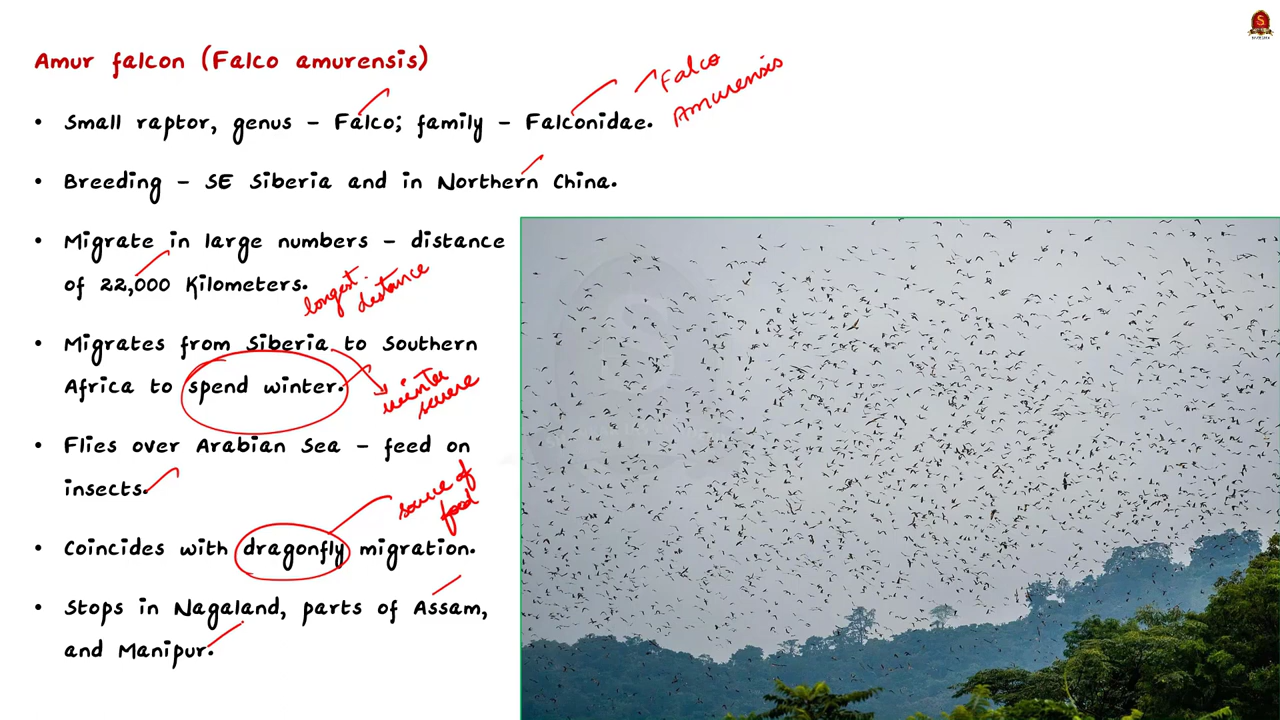 Amur falcon (Falco amurensis)
Falco
Amurensis
• Small raptor, genus – Falco; family – Falconidae.
• Breeding – SE Siberia and in Northern China.
• Migrate in large numbers – distance
of 22,000 Kilometers.
longest
distance
• Migrates from Siberia to Southern
Africa to spend winter.
winter
severe
• Flies over Arabian Sea – feed on
insects.
source of
food
• Coincides with dragonfly migration.
• Stops in Nagaland, parts of Assam,
and Manipur.